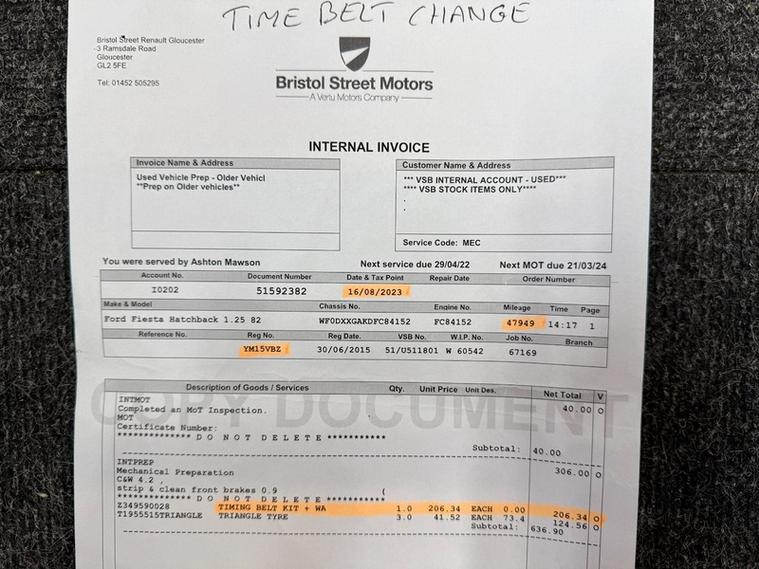 TIME BELT CHANGE
Bristol Street Renault Gloucester
3 Ramsdale Road
Gloucester
GL2 5FE
Tel: 01452 505295
Bristol Street Motors
A Vertu Motors Company
INTERNAL INVOICE
Invoice Name & Address
Used Vehicle Prep - Older Vehicl
**Prep on Older vehicles**
Customer Name & Address
*** VSB INTERNAL ACCOUNT - USED***
**** VSB STOCK ITEMS ONLY****
.
.
Service Code: MEC
You were served by Ashton Mawson Next service due 29/04/22 Next MOT due 21/03/24
Account No. Document Number Date & Tax Point Repair Date Order Number
I0202 51592382 16/08/2023
Make & Model Chassis No. Engine No. Mileage Time Page
Ford Fiesta Hatchback 1.25 82 WF0DXXGAKDFC84152 FC84152 47949 14:17 1
Reference No. Reg No. Reg Date. VSB No. W.I.P. No. Job No. Branch
YM15VBZ 30/06/2015 51/U511801 W 60542 67169
COPY DOCUMENT
Description of Goods / Services Qty. Unit Price Unit Des. Net Total V
INTMOT
Completed an MoT Inspection. 40.00 O
MOT
Certificate Number:
*************** D O N O T D E L E T E ***********
Subtotal: 40.00
INTPREP
Mechanical Preparation 306.00 O
C&W 4.2 ,
strip & clean front brakes 0.9 (
*************** D O N O T D E L E T E ***********
Z349590028 TIMING BELT KIT + WA 1.0 206.34 EACH 0.00 206.34 O
T1955515TRIANGLE TRIANGLE TYRE 3.0 41.52 EACH 73.4 124.56 O
Subtotal: 636.90